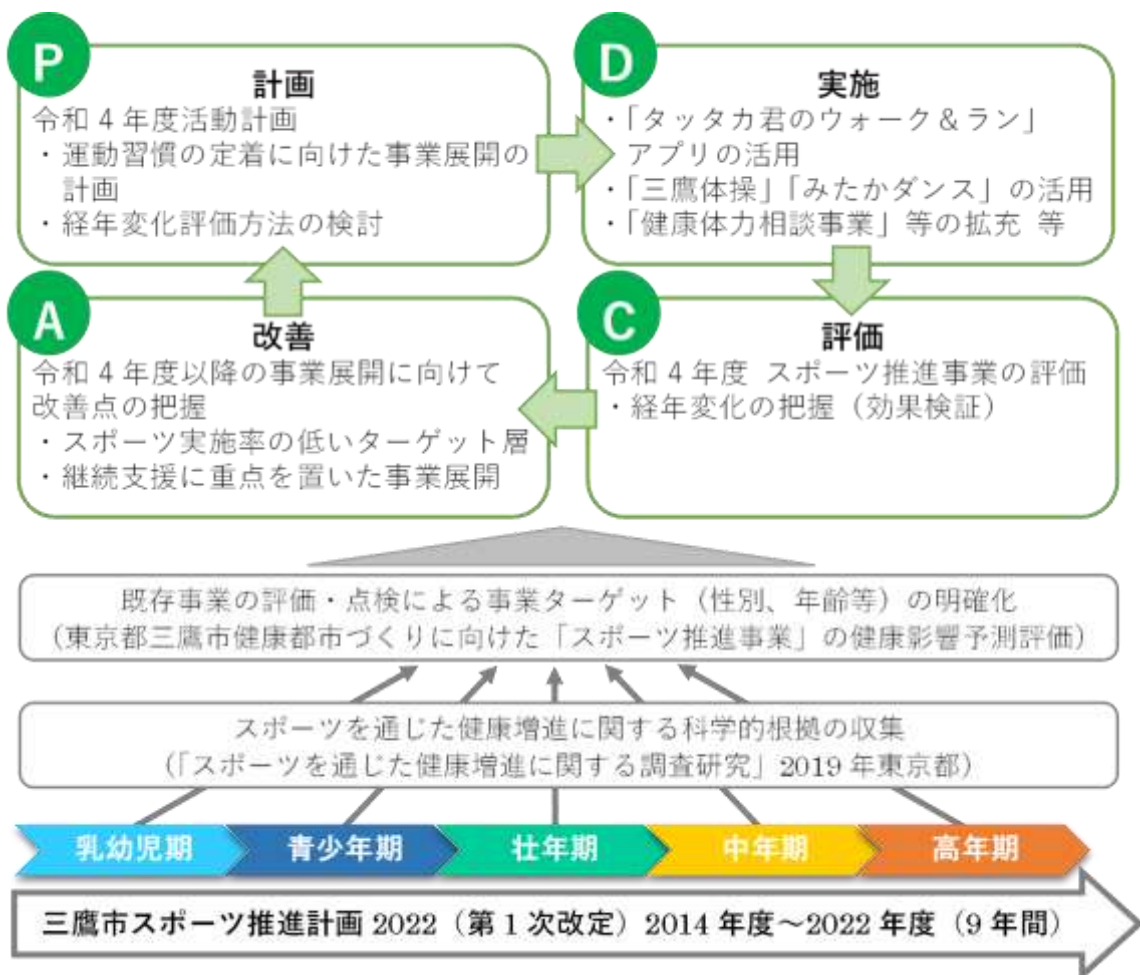 P
計画
令和4年度活動計画
・運動習慣の定着に向けた事業展開の
計画
・経年変化評価方法の検討
D
実施
・「タッタカ君のウォーク＆ラン」
アプリの活用
・「三鷹体操」「みたかダンス」の活用
・「健康体力相談事業」等の拡充 等
A
改善
令和4年度以降の事業展開に向けて
改善点の把握
・スポーツ実施率の低いターゲット層
・継続支援に重点を置いた事業展開
C
評価
令和4年度 スポーツ推進事業の評価
・経年変化の把握（効果検証）
既存事業の評価・点検による事業ターゲット（性別、年齢等）の明確化
（東京都三鷹市健康都市づくりに向けた「スポーツ推進事業」の健康影響予測評価）
スポーツを通じた健康増進に関する科学的根拠の収集
（「スポーツを通じた健康増進に関する調査研究」2019年東京都）
乳幼児期 青少年期 壮年期 中年期 高年期
三鷹市スポーツ推進計画2022（第1次改定）2014年度～2022年度（9年間）